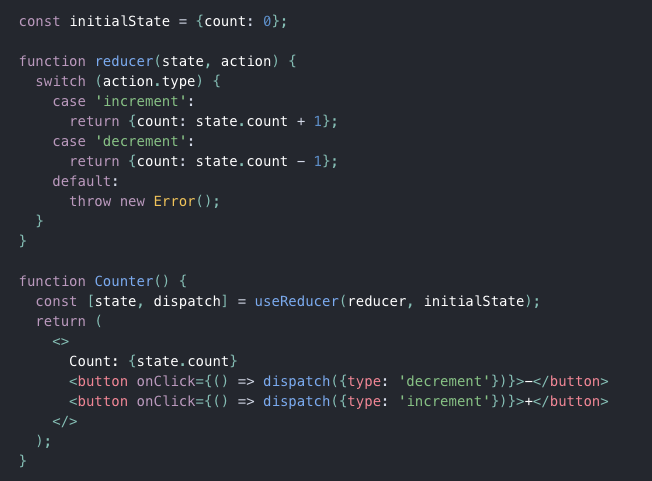 const initialState = {count: 0};

function reducer(state, action) {
  switch (action.type) {
    case 'increment':
      return {count: state.count + 1};
    case 'decrement':
      return {count: state.count − 1};
    default:
      throw new Error();
  }
}

function Counter() {
  const [state, dispatch] = useReducer(reducer, initialState);
  return (
    <>
      Count: {state.count}
      <button onClick={() => dispatch({type: 'decrement'})}>−</button>
      <button onClick={() => dispatch({type: 'increment'})}>+</button>
    </>
  );
}